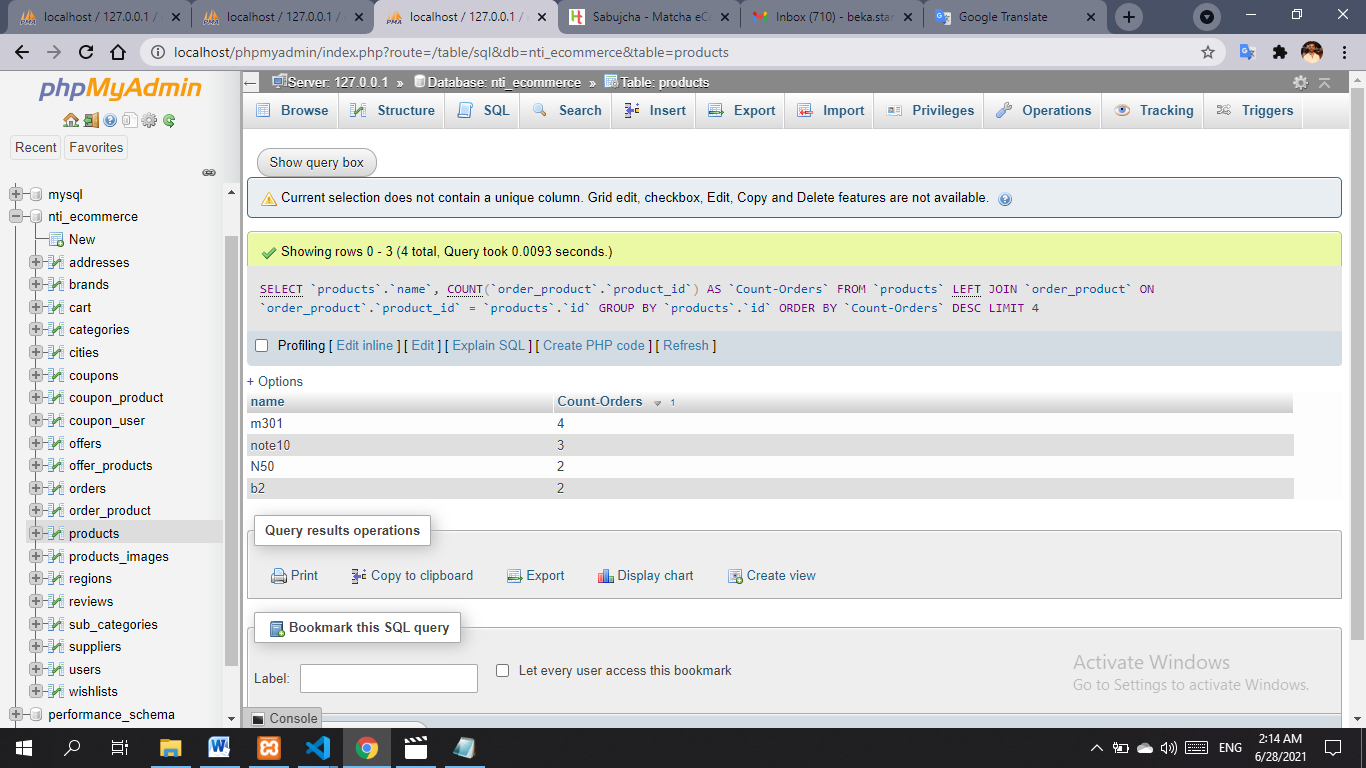 localhost / 127.0.0.1 /
localhost / 127.0.0.1 /
localhost / 127.0.0.1 /
Sabujcha - Matcha eC
Inbox (710) - beka.sta
Google Translate
localhost/phpmyadmin/index.php?route=/table/sql&db=nti_ecommerce&table=products
phpMyAdmin
Recent
Favorites
mysql
nti_ecommerce
New
addresses
brands
cart
categories
cities
coupons
coupon_product
coupon_user
offers
offer_products
orders
order_product
products
products_images
regions
reviews
sub_categories
suppliers
users
wishlists
performance_schema
Server: 127.0.0.1 » Database: nti_ecommerce » Table: products
Browse Structure SQL Search Insert Export Import Privileges Operations Tracking Triggers
Show query box
Current selection does not contain a unique column. Grid edit, checkbox, Edit, Copy and Delete features are not available.
Showing rows 0 - 3 (4 total, Query took 0.0093 seconds.)
SELECT `products`.`name`, COUNT(`order_product`.`product_id`) AS `Count-Orders` FROM `products` LEFT JOIN `order_product` ON
`order_product`.`product_id` = `products`.`id` GROUP BY `products`.`id` ORDER BY `Count-Orders` DESC LIMIT 4
Profiling [ Edit inline ] [ Edit ] [ Explain SQL ] [ Create PHP code ] [ Refresh ]
+ Options
name Count-Orders 1
m301 4
note10 3
N50 2
b2 2
Query results operations
Print Copy to clipboard Export Display chart Create view
Bookmark this SQL query
Label: Let every user access this bookmark
Activate Windows
Go to Settings to activate Windows.
Console
ENG
2:14 AM
6/28/2021